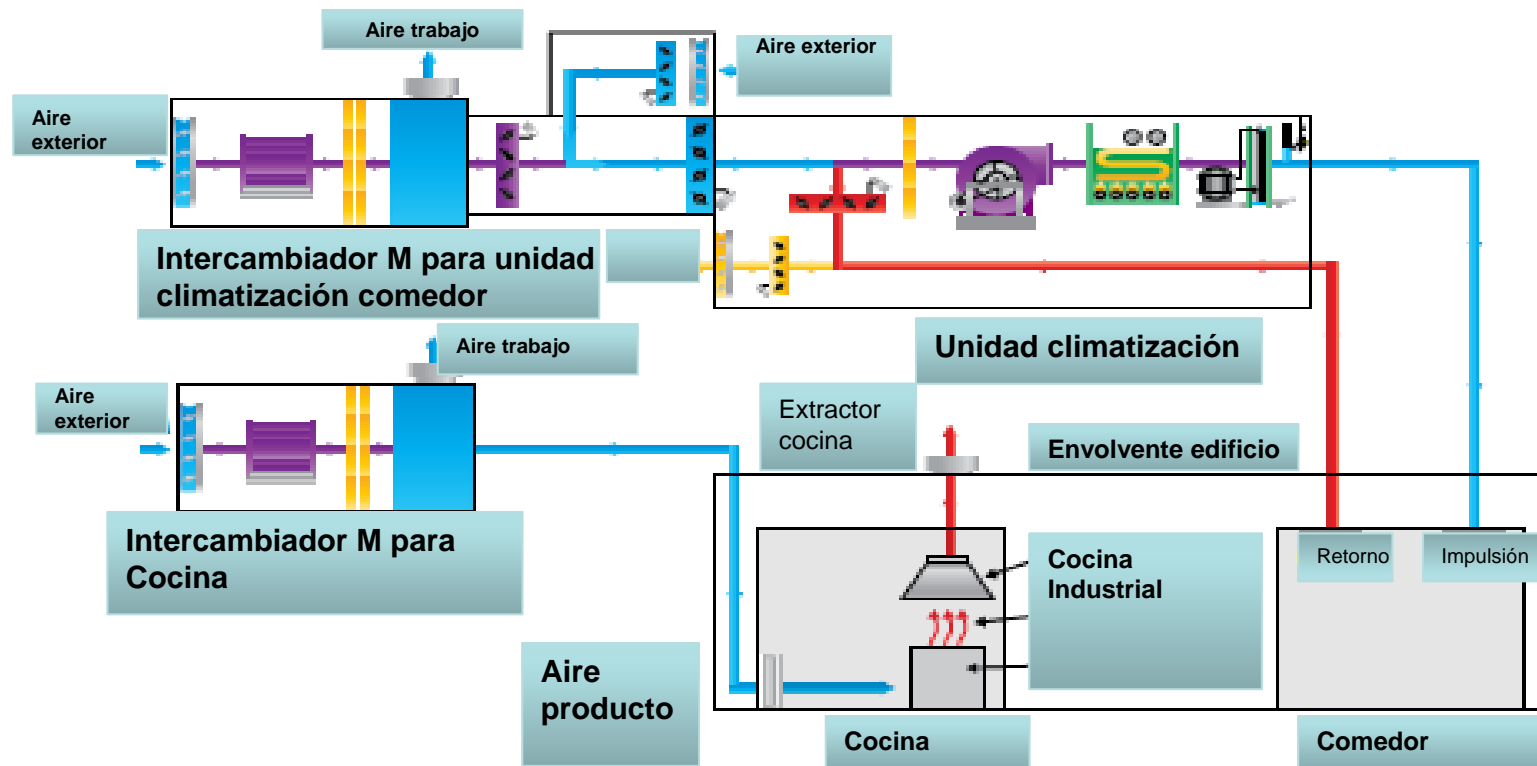 Aire trabajo
Aire exterior
Aire
exterior
Intercambiador M para unidad
climatización comedor
Aire trabajo
Unidad climatización
Aire
exterior
Extractor
cocina
Envolvente edificio
Intercambiador M para
Cocina
Retorno
Impulsión
Cocina
Industrial
Aire
producto
Cocina
Comedor